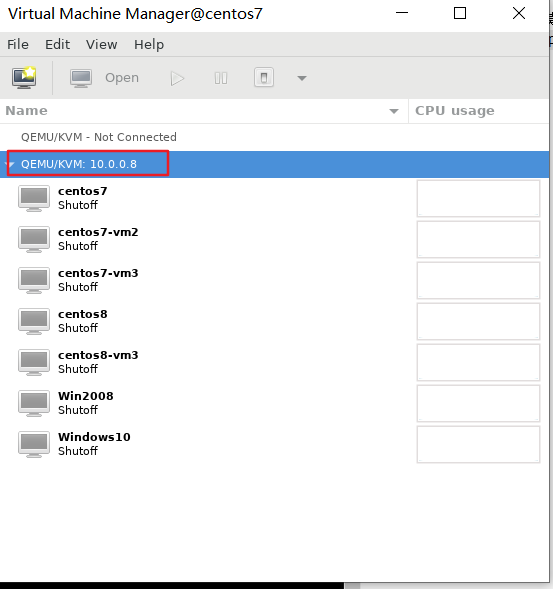 Virtual Machine Manager@centos7
File Edit View Help
Open
Name CPU usage
QEMU/KVM - Not Connected
QEMU/KVM: 10.0.0.8
centos7
Shutoff
centos7-vm2
Shutoff
centos7-vm3
Shutoff
centos8
Shutoff
centos8-vm3
Shutoff
Win2008
Shutoff
Windows10
Shutoff